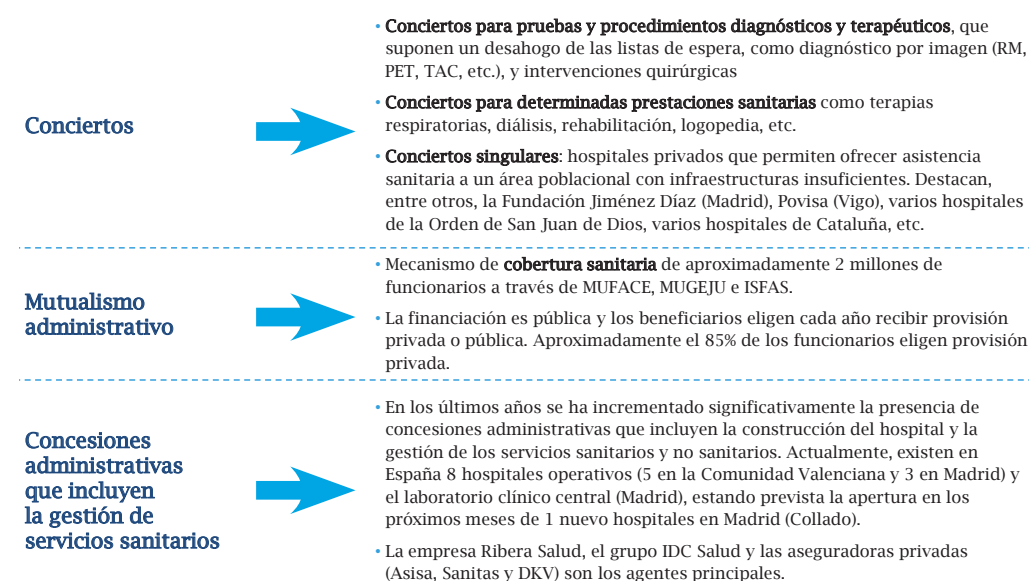 Conciertos
• Conciertos para pruebas y procedimientos diagnósticos y terapéuticos, que
suponen un desahogo de las listas de espera, como diagnóstico por imagen (RM,
PET, TAC, etc.), y intervenciones quirúrgicas
• Conciertos para determinadas prestaciones sanitarias como terapias
respiratorias, diálisis, rehabilitación, logopedia, etc.
• Conciertos singulares: hospitales privados que permiten ofrecer asistencia
sanitaria a un área poblacional con infraestructuras insuficientes. Destacan,
entre otros, la Fundación Jiménez Díaz (Madrid), Povisa (Vigo), varios hospitales
de la Orden de San Juan de Dios, varios hospitales de Cataluña, etc.
Mutualismo
administrativo
• Mecanismo de cobertura sanitaria de aproximadamente 2 millones de
funcionarios a través de MUFACE, MUGEJU e ISFAS.
• La financiación es pública y los beneficiarios eligen cada año recibir provisión
privada o pública. Aproximadamente el 85% de los funcionarios eligen provisión
privada.
Concesiones
administrativas
que incluyen
la gestión de
servicios sanitarios
• En los últimos años se ha incrementado significativamente la presencia de
concesiones administrativas que incluyen la construcción del hospital y la
gestión de los servicios sanitarios y no sanitarios. Actualmente, existen en
España 8 hospitales operativos (5 en la Comunidad Valenciana y 3 en Madrid) y
el laboratorio clínico central (Madrid), estando prevista la apertura en los
próximos meses de 1 nuevo hospitales en Madrid (Collado).
• La empresa Ribera Salud, el grupo IDC Salud y las aseguradoras privadas
(Asisa, Sanitas y DKV) son los agentes principales.